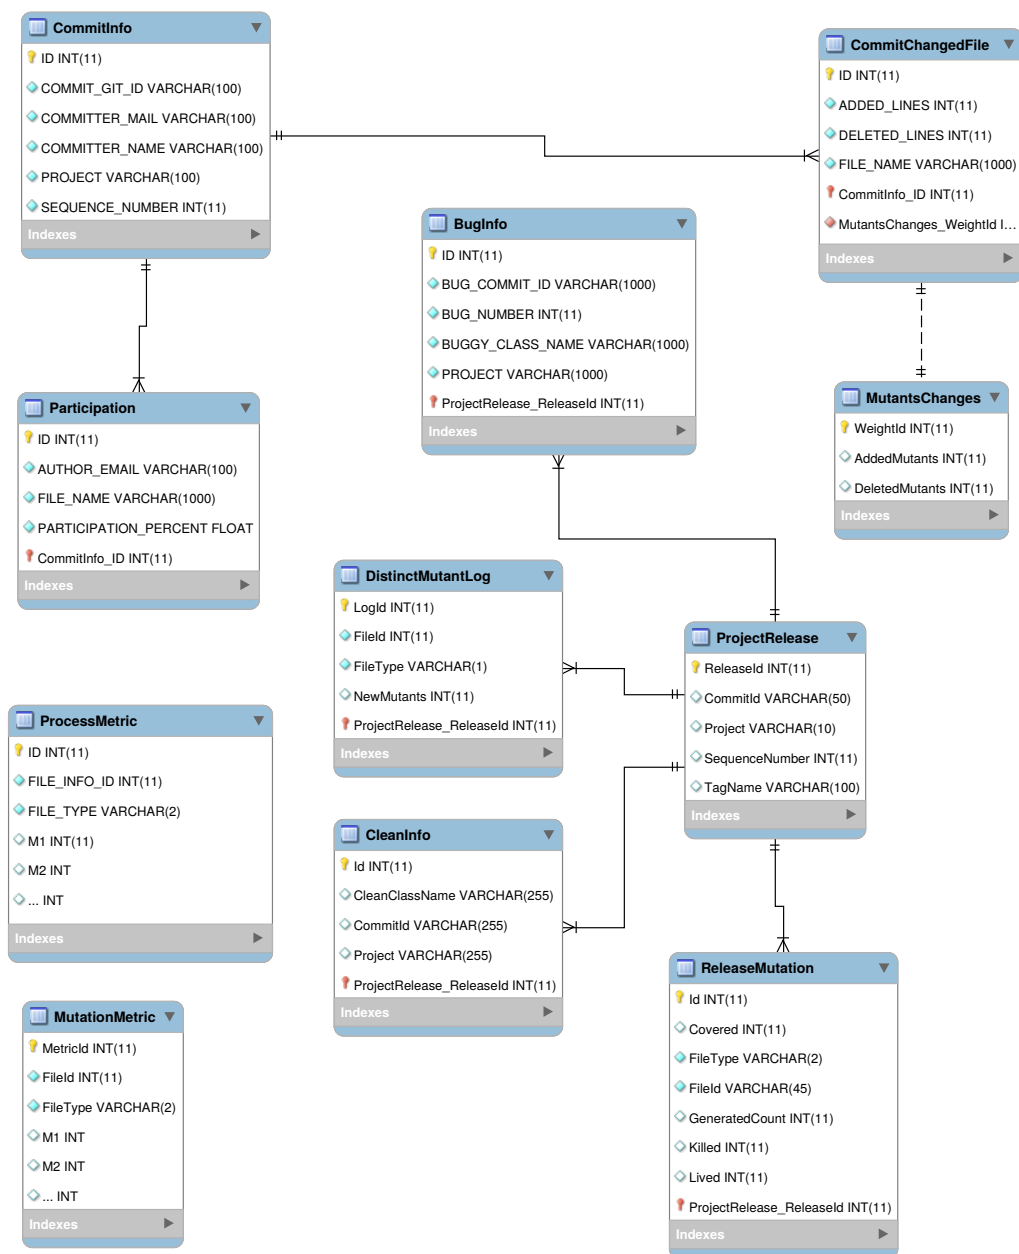 CommitInfo
ID INT(11)
COMMIT_GIT_ID VARCHAR(100)
COMMITTER_MAIL VARCHAR(100)
COMMITTER_NAME VARCHAR(100)
PROJECT VARCHAR(100)
SEQUENCE_NUMBER INT(11)
Indexes
CommitChangedFile
ID INT(11)
ADDED_LINES INT(11)
DELETED_LINES INT(11)
FILE_NAME VARCHAR(1000)
CommitInfo_ID INT(11)
MutantsChanges_WeightId I...
Indexes
BugInfo
ID INT(11)
BUG_COMMIT_ID VARCHAR(1000)
BUG_NUMBER INT(11)
BUGGY_CLASS_NAME VARCHAR(1000)
PROJECT VARCHAR(1000)
ProjectRelease_ReleaseId INT(11)
Indexes
Participation
ID INT(11)
AUTHOR_EMAIL VARCHAR(100)
FILE_NAME VARCHAR(1000)
PARTICIPATION_PERCENT FLOAT
CommitInfo_ID INT(11)
Indexes
MutantsChanges
WeightId INT(11)
AddedMutants INT(11)
DeletedMutants INT(11)
Indexes
DistinctMutantLog
LogId INT(11)
FileId INT(11)
FileType VARCHAR(1)
NewMutants INT(11)
ProjectRelease_ReleaseId INT(11)
Indexes
ProjectRelease
ReleaseId INT(11)
CommitId VARCHAR(50)
Project VARCHAR(10)
SequenceNumber INT(11)
TagName VARCHAR(100)
Indexes
ProcessMetric
ID INT(11)
FILE_INFO_ID INT(11)
FILE_TYPE VARCHAR(2)
M1 INT(11)
M2 INT
... INT
Indexes
CleanInfo
Id INT(11)
CleanClassName VARCHAR(255)
CommitId VARCHAR(255)
Project VARCHAR(255)
ProjectRelease_ReleaseId INT(11)
Indexes
ReleaseMutation
Id INT(11)
Covered INT(11)
FileType VARCHAR(2)
FileId VARCHAR(45)
GeneratedCount INT(11)
Killed INT(11)
Lived INT(11)
ProjectRelease_ReleaseId INT(11)
Indexes
MutationMetric
MetricId INT(11)
FileId INT(11)
FileType VARCHAR(2)
M1 INT
M2 INT
... INT
Indexes